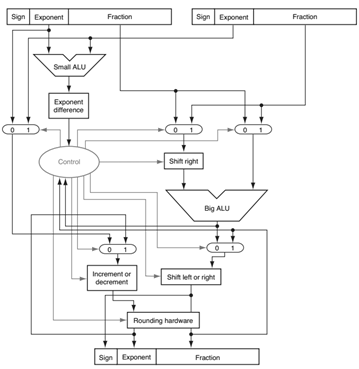 Sign Exponent Fraction Sign Exponent Fraction
Small ALU
Exponent
difference
0 1 0 1 0 1
Control
Shift right
Big ALU
0 1 0 1
Increment or
decrement
Shift left or right
Rounding hardware
Sign Exponent Fraction